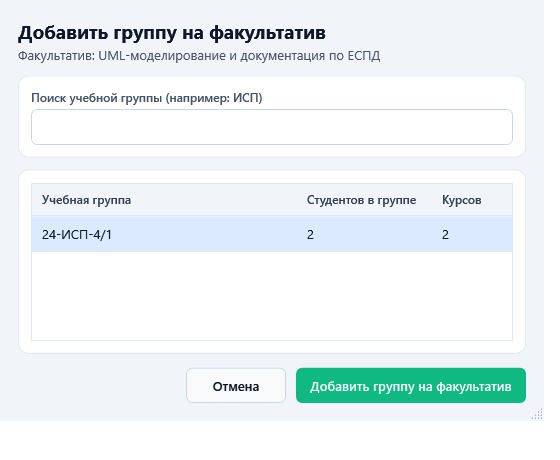 Добавить группу на факультатив
Факультатив: UML-моделирование и документация по ЕСПД
Поиск учебной группы (например: ИСП)
Учебная группа Студентов в группе Курсов
24-ИСП-4/1 2 2
Отмена Добавить группу на факультатив